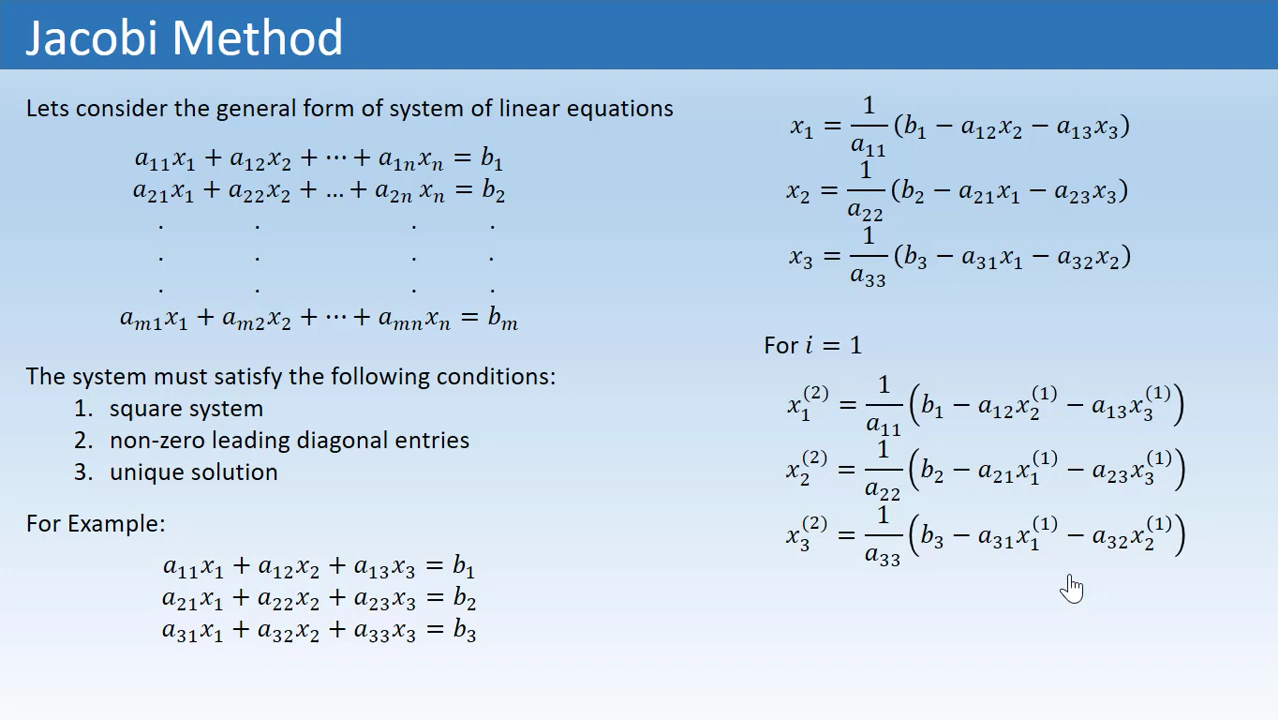 Jacobi Method
Lets consider the general form of system of linear equations
a₁₁x₁ + a₁₂x₂ + ⋯ + a₁ₙxₙ = b₁
a₂₁x₁ + a₂₂x₂ + … + a₂ₙ xₙ = b₂
. . . .
. . . .
. . . .
aₘ₁x₁ + aₘ₂x₂ + ⋯ + aₘₙxₙ = bₘ
The system must satisfy the following conditions:
1. square system
2. non-zero leading diagonal entries
3. unique solution
For Example:
a₁₁x₁ + a₁₂x₂ + a₁₃x₃ = b₁
a₂₁x₁ + a₂₂x₂ + a₂₃x₃ = b₂
a₃₁x₁ + a₃₂x₂ + a₃₃x₃ = b₃
x₁ = 1/a₁₁ (b₁ − a₁₂x₂ − a₁₃x₃)
x₂ = 1/a₂₂ (b₂ − a₂₁x₁ − a₂₃x₃)
x₃ = 1/a₃₃ (b₃ − a₃₁x₁ − a₃₂x₂)
For i = 1
x₁⁽²⁾ = 1/a₁₁ (b₁ − a₁₂x₂⁽¹⁾ − a₁₃x₃⁽¹⁾)
x₂⁽²⁾ = 1/a₂₂ (b₂ − a₂₁x₁⁽¹⁾ − a₂₃x₃⁽¹⁾)
x₃⁽²⁾ = 1/a₃₃ (b₃ − a₃₁x₁⁽¹⁾ − a₃₂x₂⁽¹⁾)